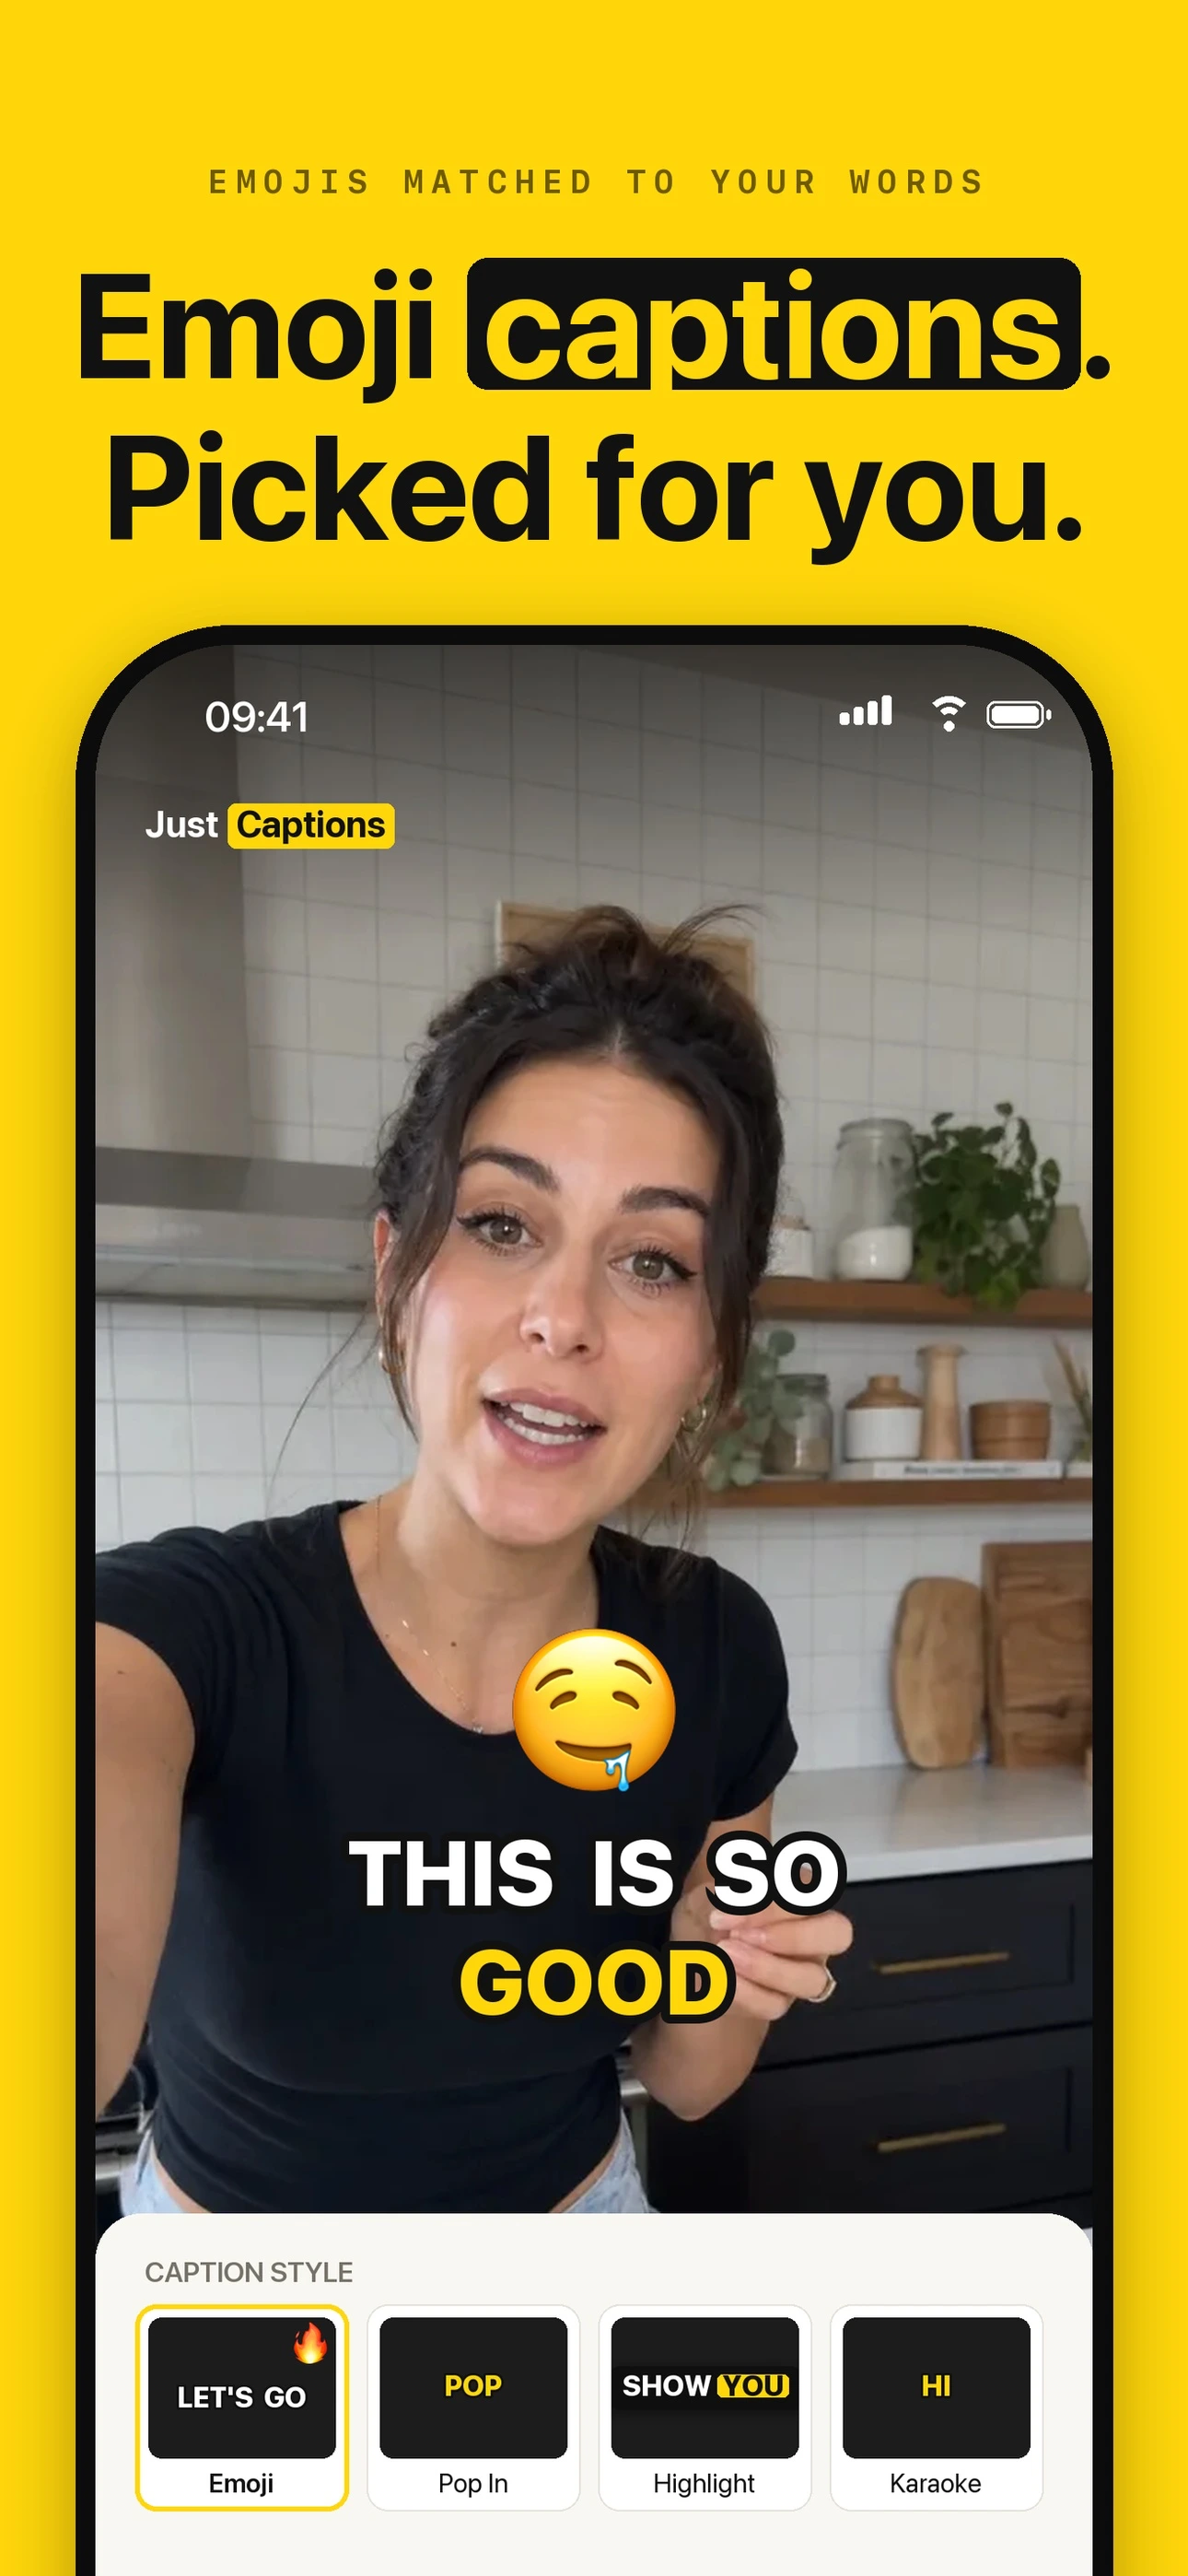 EMOJIS MATCHED TO YOUR WORDS
Emoji captions.
Picked for you.
09:41
Just Captions
THIS IS SO
GOOD
CAPTION STYLE
LET'S GO
POP
SHOW YOU
HI
Emoji
Pop In
Highlight
Karaoke